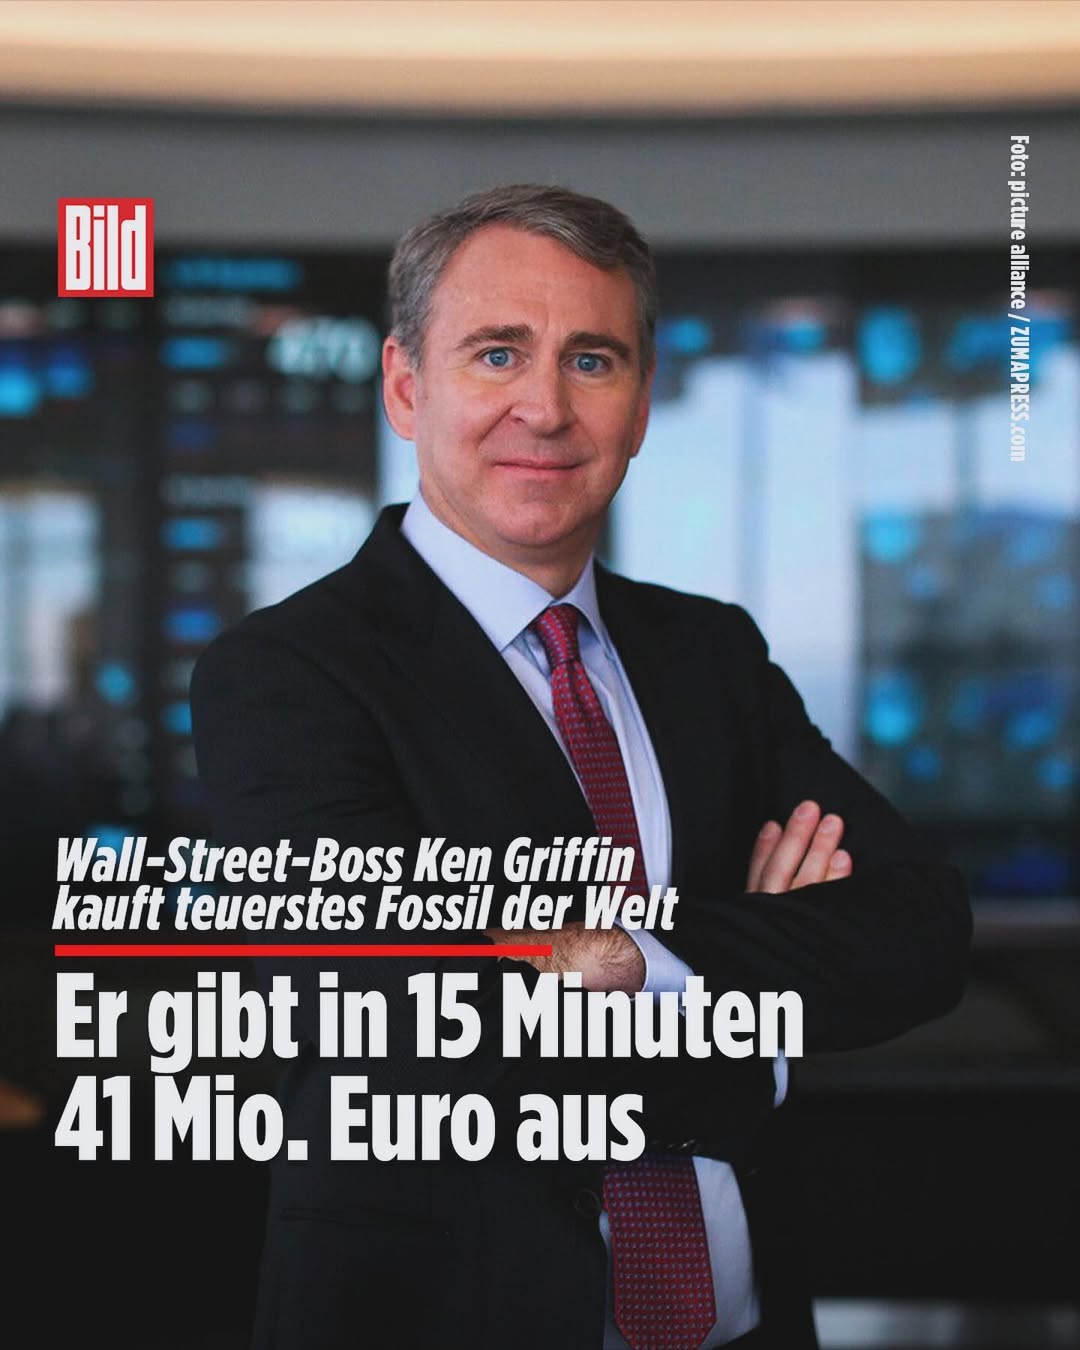 Foto: picture alliance / ZUMAPRESS.com
Bild
Wall-Street-Boss Ken Griffin
kauft teuerstes Fossil der Welt
Er gibt in 15 Minuten
41 Mio. Euro aus